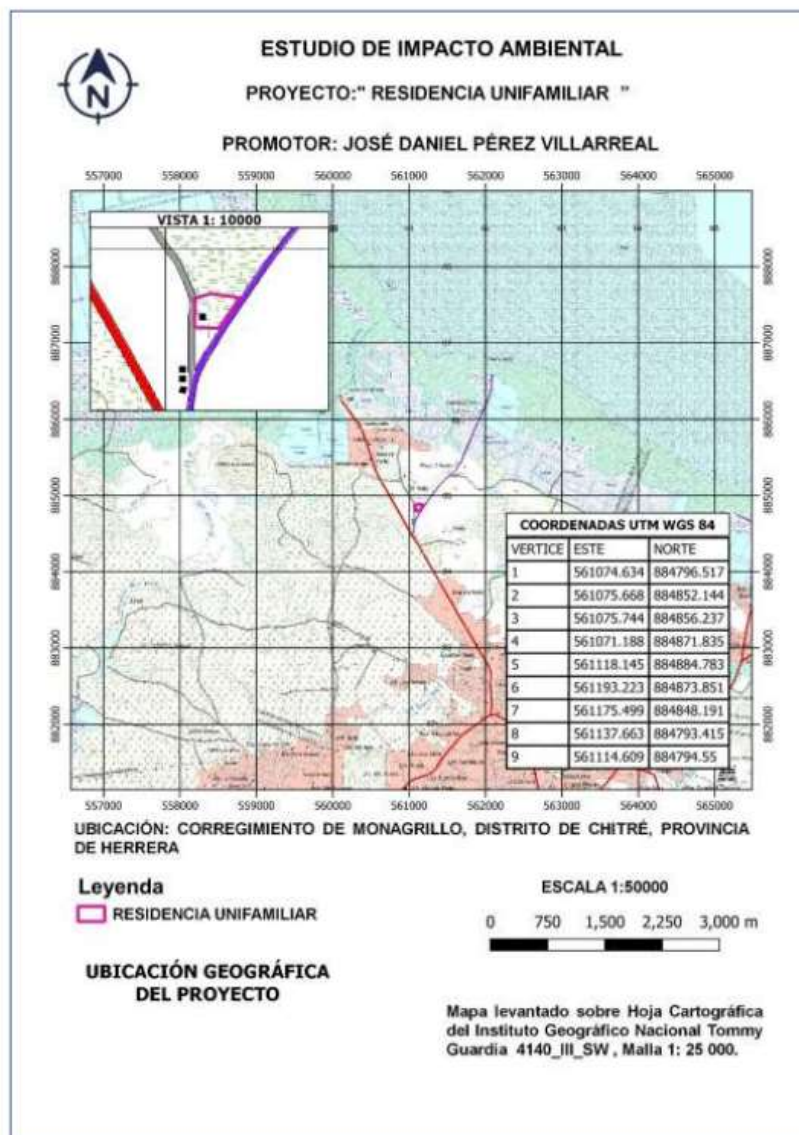 N
ESTUDIO DE IMPACTO AMBIENTAL
PROYECTO:" RESIDENCIA UNIFAMILIAR "
PROMOTOR: JOSÉ DANIEL PÉREZ VILLARREAL
557000 558000 559000 560000 561000 562000 563000 564000 565000
VISTA 1: 10000
888000 888000
887000 887000
886000 886000
885000 885000
884000 884000
883000 883000
882000 882000
COORDENADAS UTM WGS 84
VERTICE ESTE NORTE
1 561074.634 884796.517
2 561075.668 884852.144
3 561075.744 884856.237
4 561071.188 884871.835
5 561118.145 884884.783
6 561193.223 884873.851
7 561175.499 884848.191
8 561137.663 884793.415
9 561114.609 884794.55
557000 558000 559000 560000 561000 562000 563000 564000 565000
UBICACIÓN: CORREGIMIENTO DE MONAGRILLO, DISTRITO DE CHITRÉ, PROVINCIA
DE HERRERA
Leyenda
RESIDENCIA UNIFAMILIAR
UBICACIÓN GEOGRÁFICA
DEL PROYECTO
ESCALA 1:50000
0 750 1,500 2,250 3,000 m
Mapa levantado sobre Hoja Cartográfica
del Instituto Geográfico Nacional Tommy
Guardia 4140_III_SW , Malla 1: 25 000.